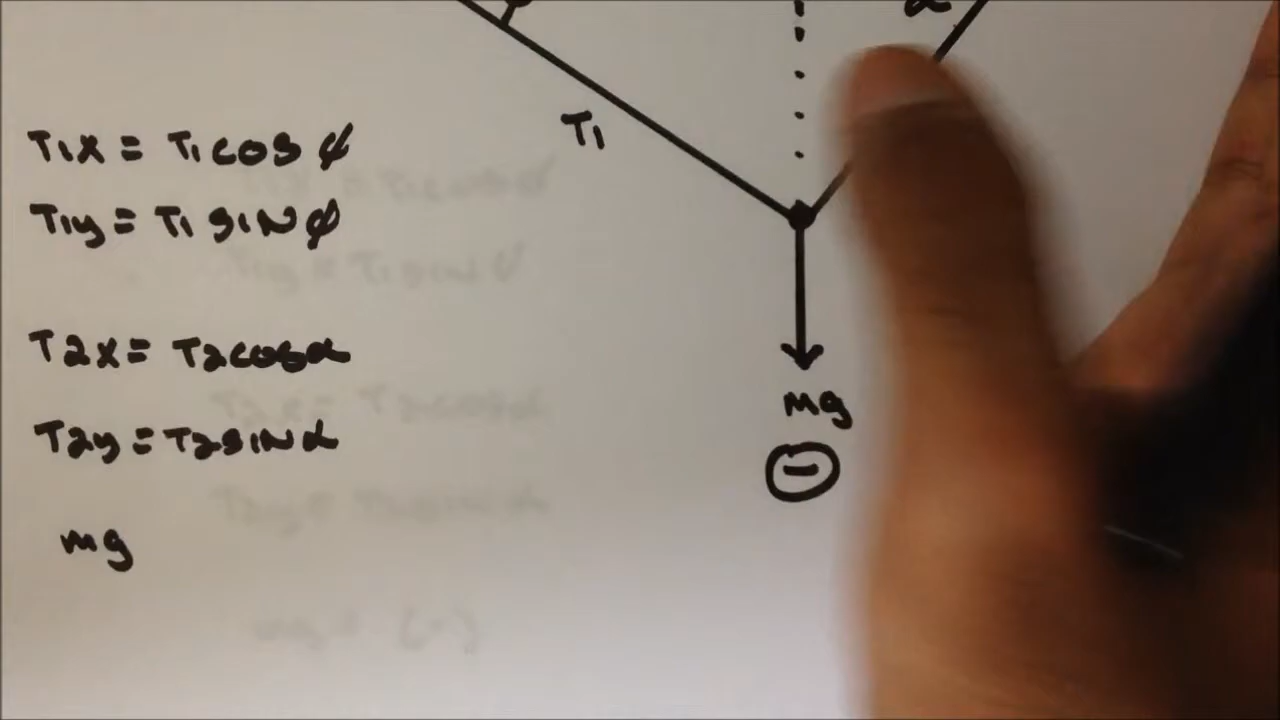 α
T1
T1x = T1 cos ϕ
T1y = T1 sin ϕ
T2x = T2 cos α
T2y = T2 sin α
mg
−
mg